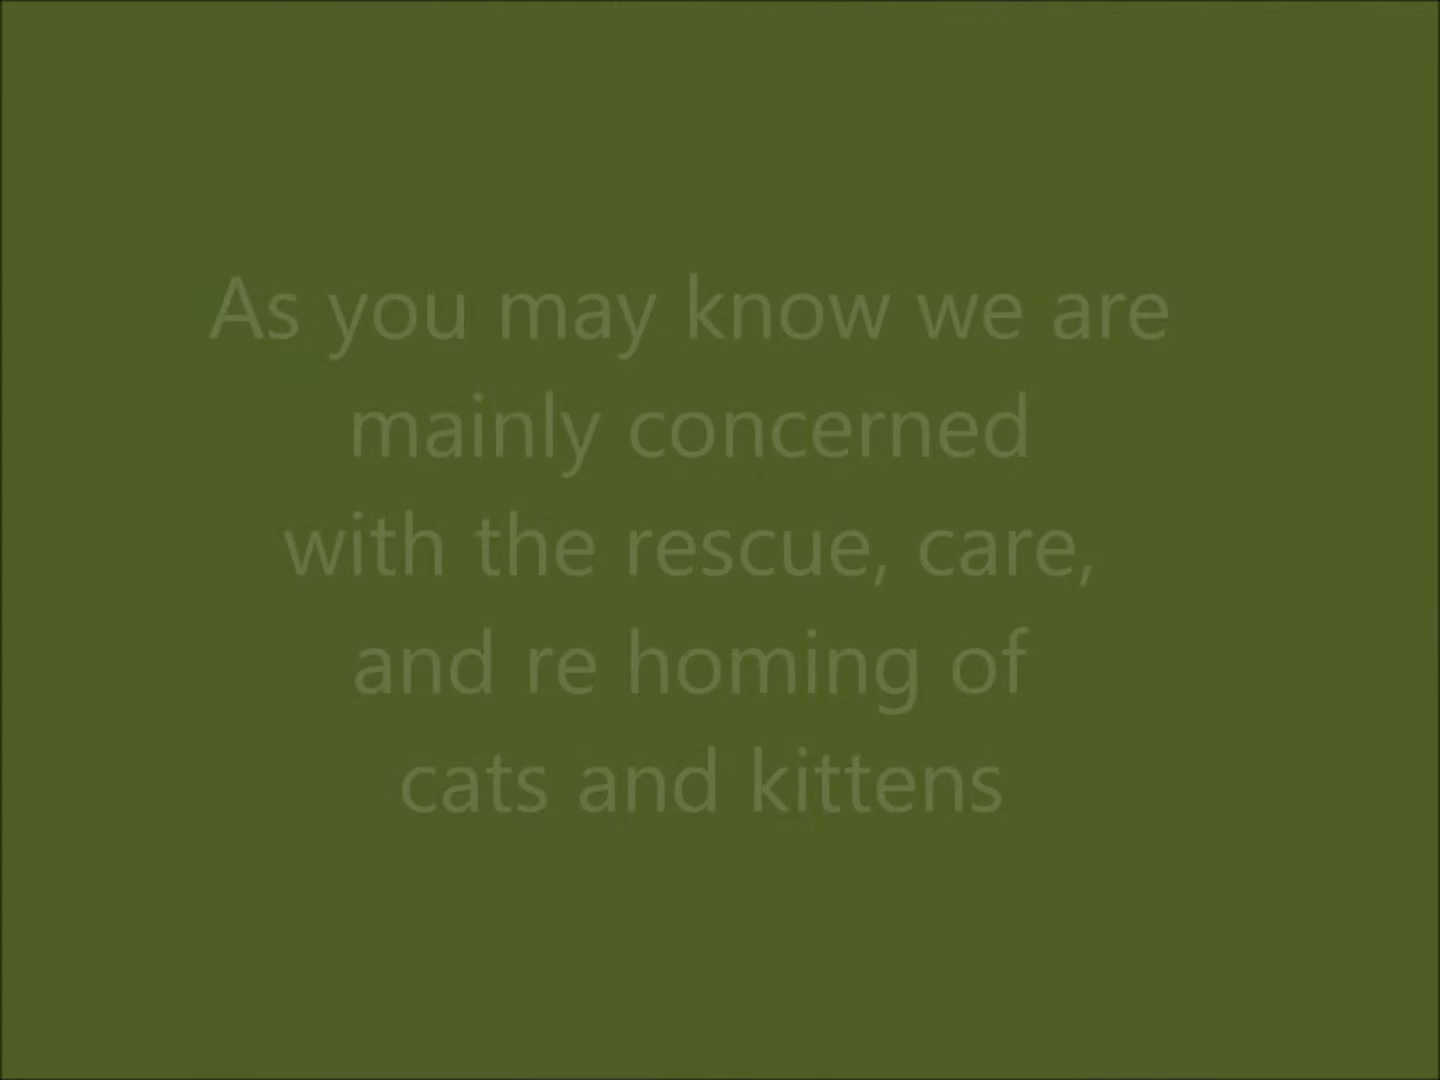 As you may know we are
mainly concerned
with the rescue, care,
and re homing of
cats and kittens